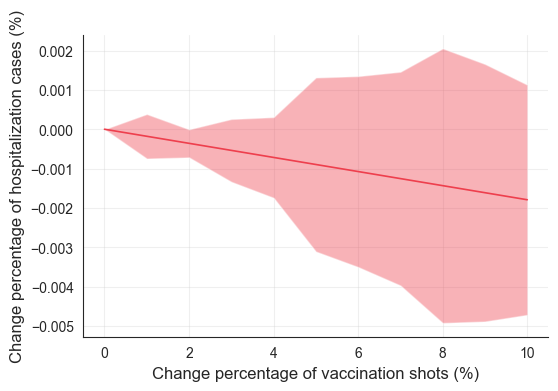 Change percentage of hospitalization cases (%)
0.002
0.001
0.000
−0.001
−0.002
−0.003
−0.004
−0.005
0 2 4 6 8 10
Change percentage of vaccination shots (%)